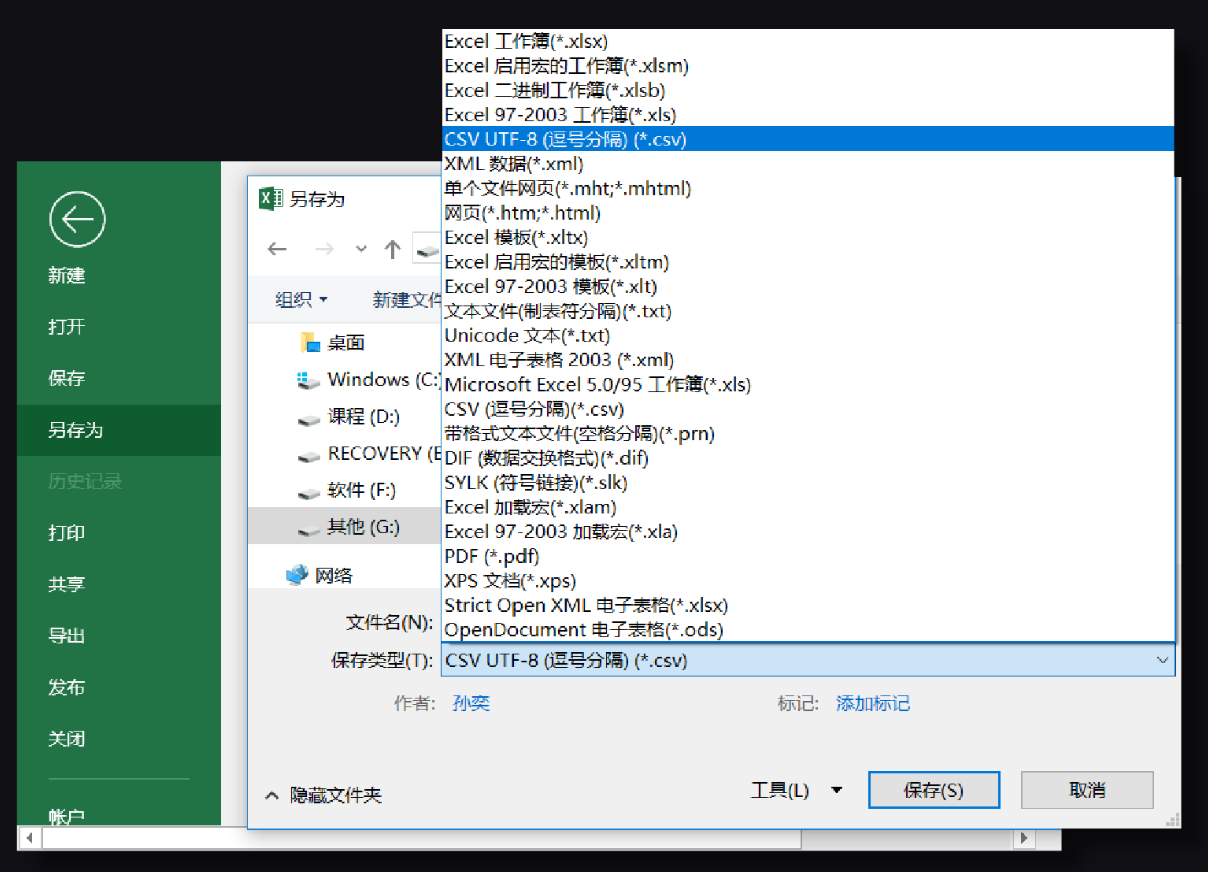 Excel 工作簿(*.xlsx)
Excel 启用宏的工作簿(*.xlsm)
Excel 二进制工作簿(*.xlsb)
Excel 97-2003 工作簿(*.xls)
CSV UTF-8 (逗号分隔) (*.csv)
XML 数据(*.xml)
单个文件网页(*.mht;*.mhtml)
网页(*.htm;*.html)
Excel 模板(*.xltx)
Excel 启用宏的模板(*.xltm)
Excel 97-2003 模板(*.xlt)
文本文件(制表符分隔)(*.txt)
Unicode 文本(*.txt)
XML 电子表格 2003 (*.xml)
Microsoft Excel 5.0/95 工作簿(*.xls)
CSV (逗号分隔)(*.csv)
带格式文本文件(空格分隔)(*.prn)
DIF (数据交换格式)(*.dif)
SYLK (符号链接)(*.slk)
Excel 加载宏(*.xlam)
Excel 97-2003 加载宏(*.xla)
PDF (*.pdf)
XPS 文档(*.xps)
Strict Open XML 电子表格(*.xlsx)
OpenDocument 电子表格(*.ods)
新建
打开
保存
另存为
历史记录
打印
共享
导出
发布
关闭
帐户
另存为
组织
新建文件
桌面
Windows (C:)
课程 (D:)
RECOVERY (E
软件 (F:)
其他 (G:)
网络
文件名(N):
保存类型(T): CSV UTF-8 (逗号分隔) (*.csv)
作者: 孙奕 标记: 添加标记
隐藏文件夹 工具(L) 保存(S) 取消